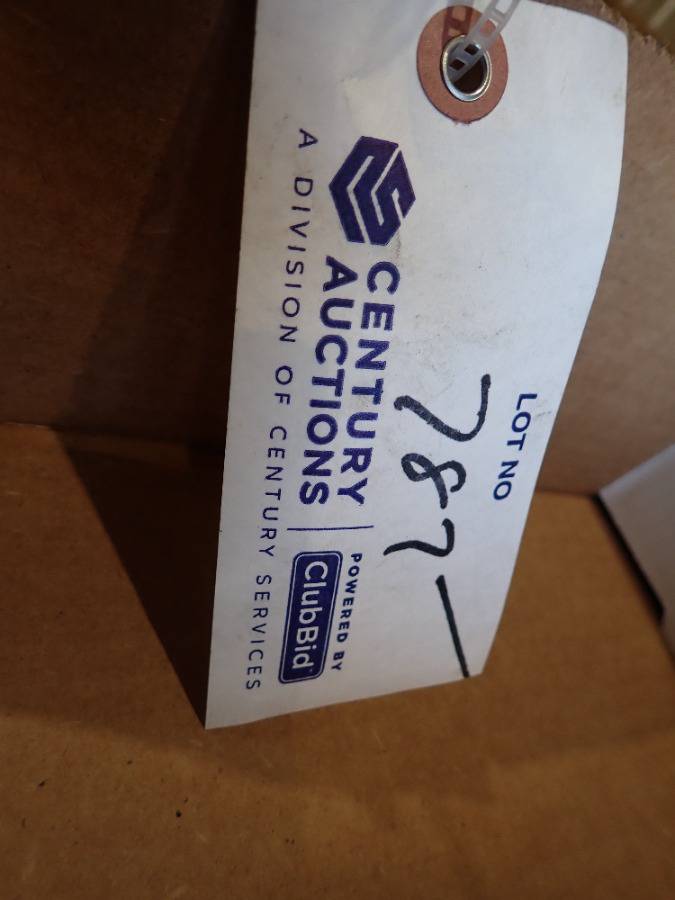 LOT NO
787-
CENTURY
AUCTIONS
POWERED BY
ClubBid
A DIVISION OF CENTURY SERVICES